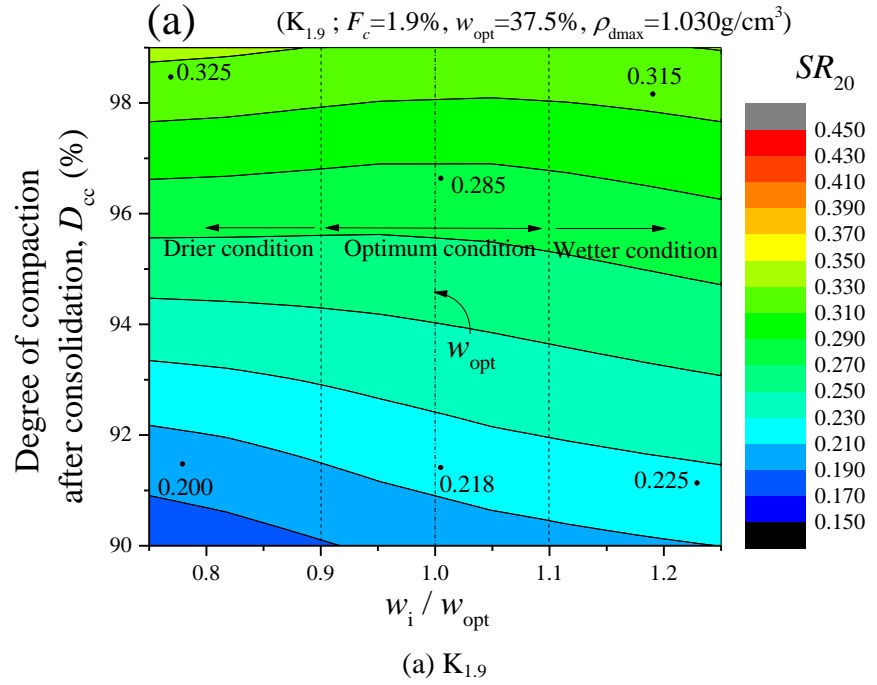 (a) (K1.9 ; Fc=1.9%, wopt=37.5%, ρdmax=1.030g/cm3)
SR20
Degree of compaction
after consolidation, Dcc (%)
98
96
94
92
90
0.325
0.315
0.285
Drier condition
Optimum condition
Wetter condition
wopt
0.200
0.218
0.225
0.450
0.430
0.410
0.390
0.370
0.350
0.330
0.310
0.290
0.270
0.250
0.230
0.210
0.190
0.170
0.150
0.8 0.9 1.0 1.1 1.2
wi / wopt
(a) K1.9